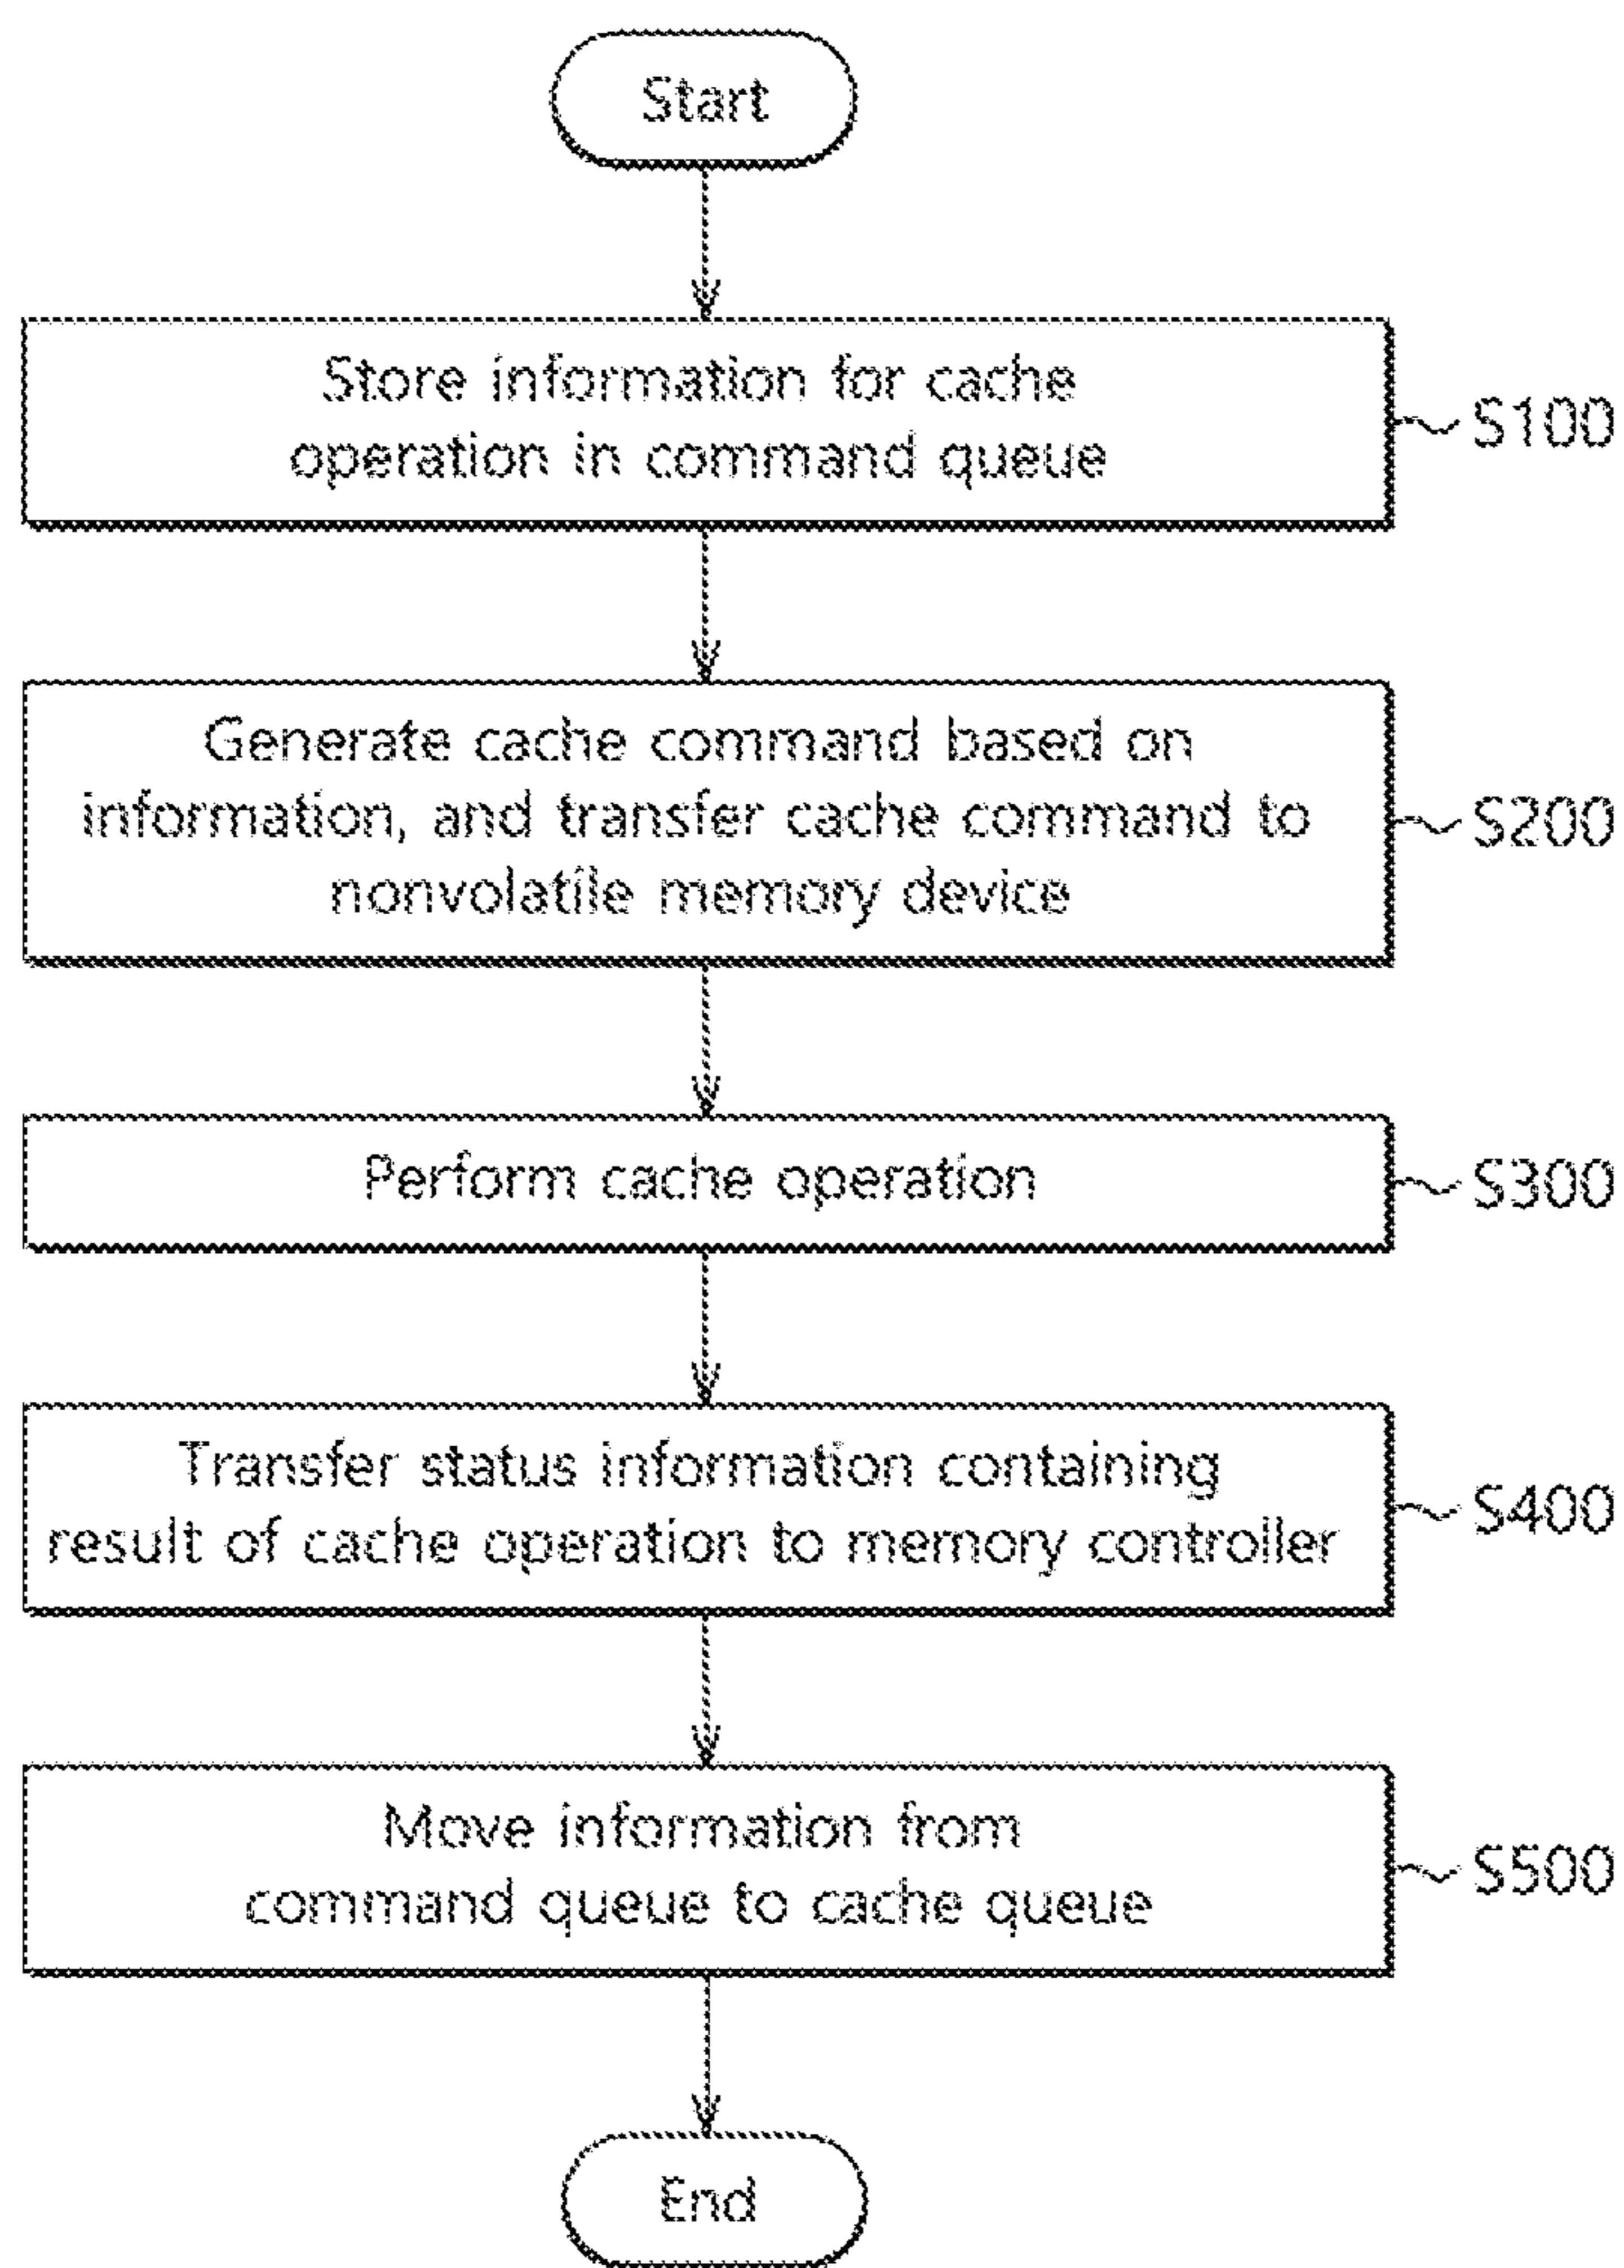 Start
Store information for cache
operation in command queue
S100
Generate cache command based on
information, and transfer cache command to
nonvolatile memory device
S200
Perform cache operation
S300
Transfer status information containing
result of cache operation to memory controller
S400
Move information from
command queue to cache queue
S500
End